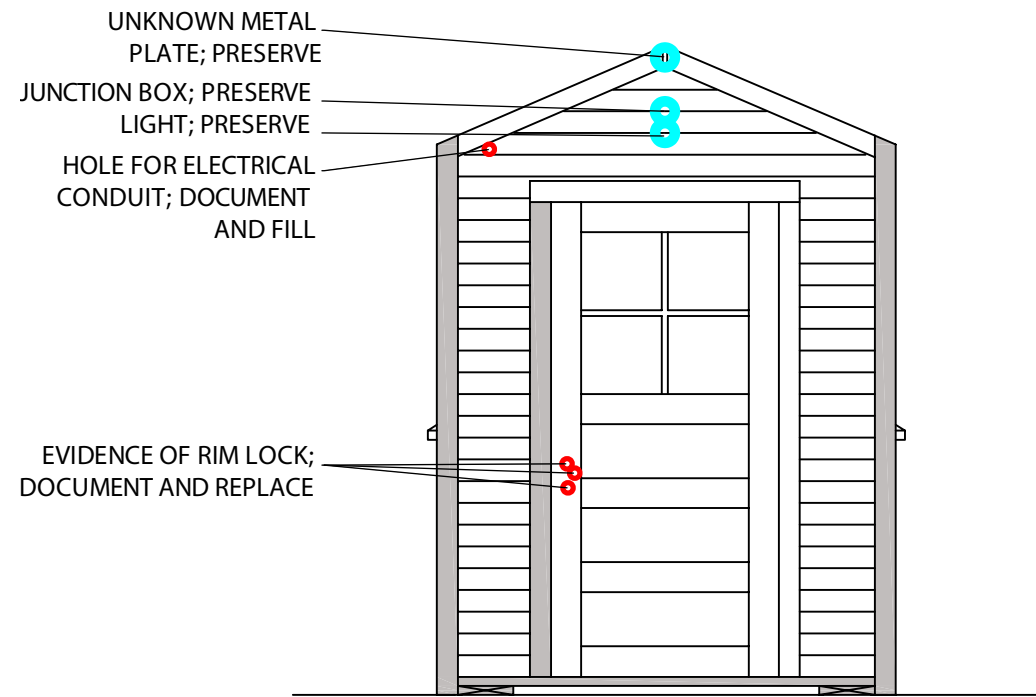 UNKNOWN METAL
PLATE; PRESERVE
JUNCTION BOX; PRESERVE
LIGHT; PRESERVE
HOLE FOR ELECTRICAL
CONDUIT; DOCUMENT
AND FILL
EVIDENCE OF RIM LOCK;
DOCUMENT AND REPLACE